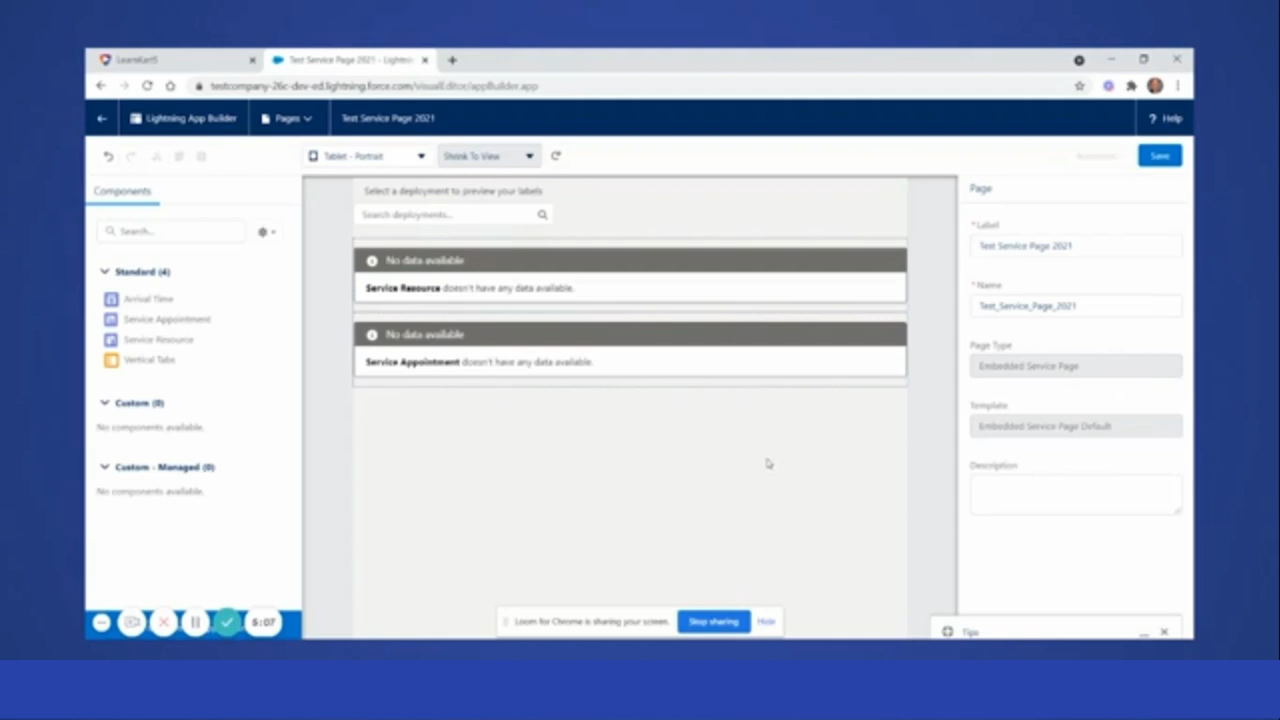 LearnKartS
Test Service Page 2021 - Lightnin
testcompany-26c-dev-ed.lightning.force.com/visualEditor/appBuilder.app
Lightning App Builder
Pages
Test Service Page 2021
? Help
Tablet - Portrait
Shrink To View
Save
Components
Search...
Standard (4)
Arrival Time
Service Appointment
Service Resource
Vertical Tabs
Custom (0)
No components available.
Custom - Managed (0)
No components available.
5:07
Select a deployment to preview your labels
Search deployments...
No data available
Service Resource doesn't have any data available.
No data available
Service Appointment doesn't have any data available.
Loom for Chrome is sharing your screen.
Stop sharing
Hide
Page
* Label
Test Service Page 2021
* Name
Test_Service_Page_2021
Page Type
Embedded Service Page
Template
Embedded Service Page Default
Description
Tips